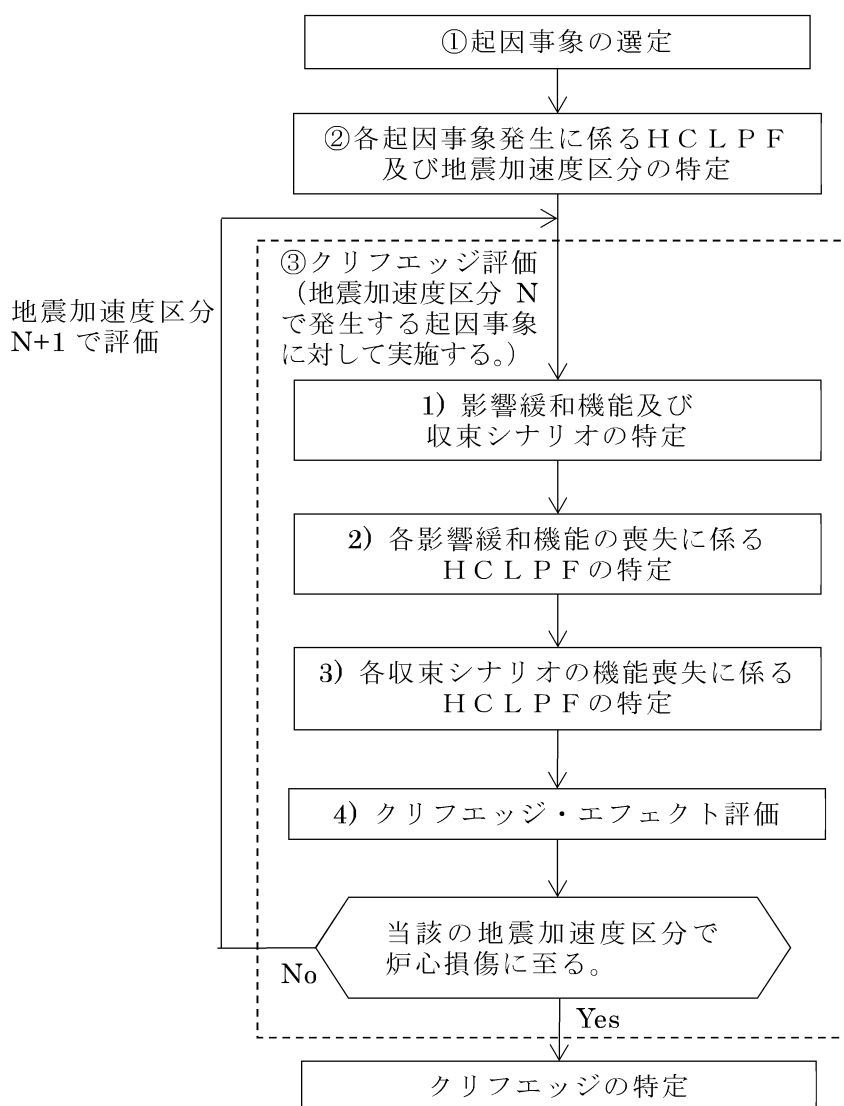 ①起因事象の選定
②各起因事象発生に係るＨＣＬＰＦ
及び地震加速度区分の特定
③クリフエッジ評価
（地震加速度区分 N
で発生する起因事象
に対して実施する。）
地震加速度区分
N+1 で評価
1) 影響緩和機能及び
収束シナリオの特定
2) 各影響緩和機能の喪失に係る
ＨＣＬＰＦの特定
3) 各収束シナリオの機能喪失に係る
ＨＣＬＰＦの特定
4) クリフエッジ・エフェクト評価
当該の地震加速度区分で
炉心損傷に至る。
No
Yes
クリフエッジの特定